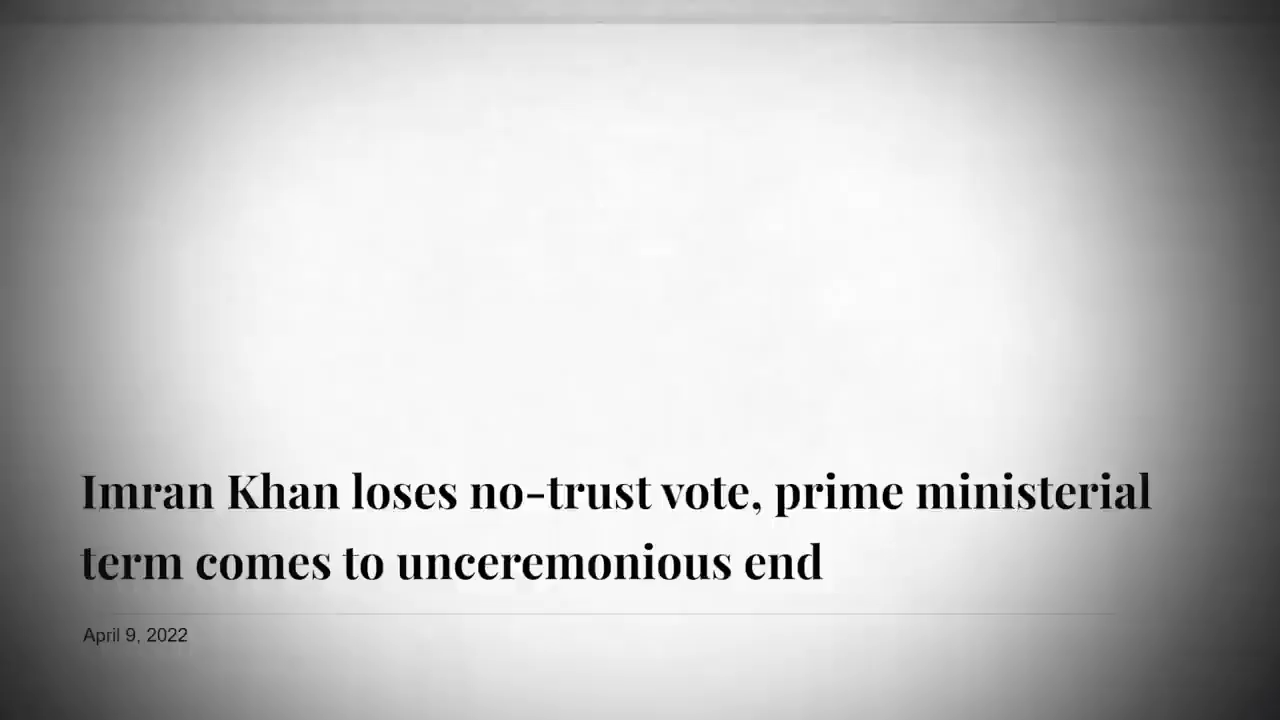 Imran Khan loses no-trust vote, prime ministerial
term comes to unceremonious end
April 9, 2022